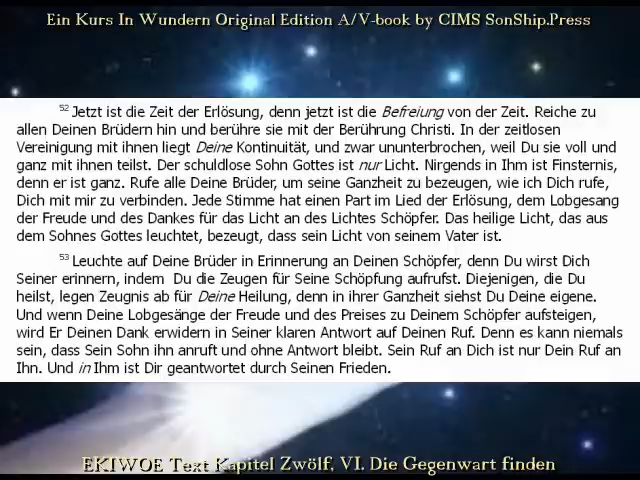 Ein Kurs In Wundern Original Edition A/V-book by CIMS SonShip.Press
52 Jetzt ist die Zeit der Erlösung, denn jetzt ist die Befreiung von der Zeit. Reiche zu
allen Deinen Brüdern hin und berühre sie mit der Berührung Christi. In der zeitlosen
Vereinigung mit ihnen liegt Deine Kontinuität, und zwar ununterbrochen, weil Du sie voll und
ganz mit ihnen teilst. Der schuldlose Sohn Gottes ist nur Licht. Nirgends in Ihm ist Finsternis,
denn er ist ganz. Rufe alle Deine Brüder, um seine Ganzheit zu bezeugen, wie ich Dich rufe,
Dich mit mir zu verbinden. Jede Stimme hat einen Part im Lied der Erlösung, dem Lobgesang
der Freude und des Dankes für das Licht an des Lichtes Schöpfer. Das heilige Licht, das aus
dem Sohnes Gottes leuchtet, bezeugt, dass sein Licht von seinem Vater ist.
53 Leuchte auf Deine Brüder in Erinnerung an Deinen Schöpfer, denn Du wirst Dich
Seiner erinnern, indem Du die Zeugen für Seine Schöpfung aufrufst. Diejenigen, die Du
heilst, legen Zeugnis ab für Deine Heilung, denn in ihrer Ganzheit siehst Du Deine eigene.
Und wenn Deine Lobgesänge der Freude und des Preises zu Deinem Schöpfer aufsteigen,
wird Er Deinen Dank erwidern in Seiner klaren Antwort auf Deinen Ruf. Denn es kann niemals
sein, dass Sein Sohn ihn anruft und ohne Antwort bleibt. Sein Ruf an Dich ist nur Dein Ruf an
Ihn. Und in Ihm ist Dir geantwortet durch Seinen Frieden.
EKIWOE Text Kapitel Zwölf, VI. Die Gegenwart finden